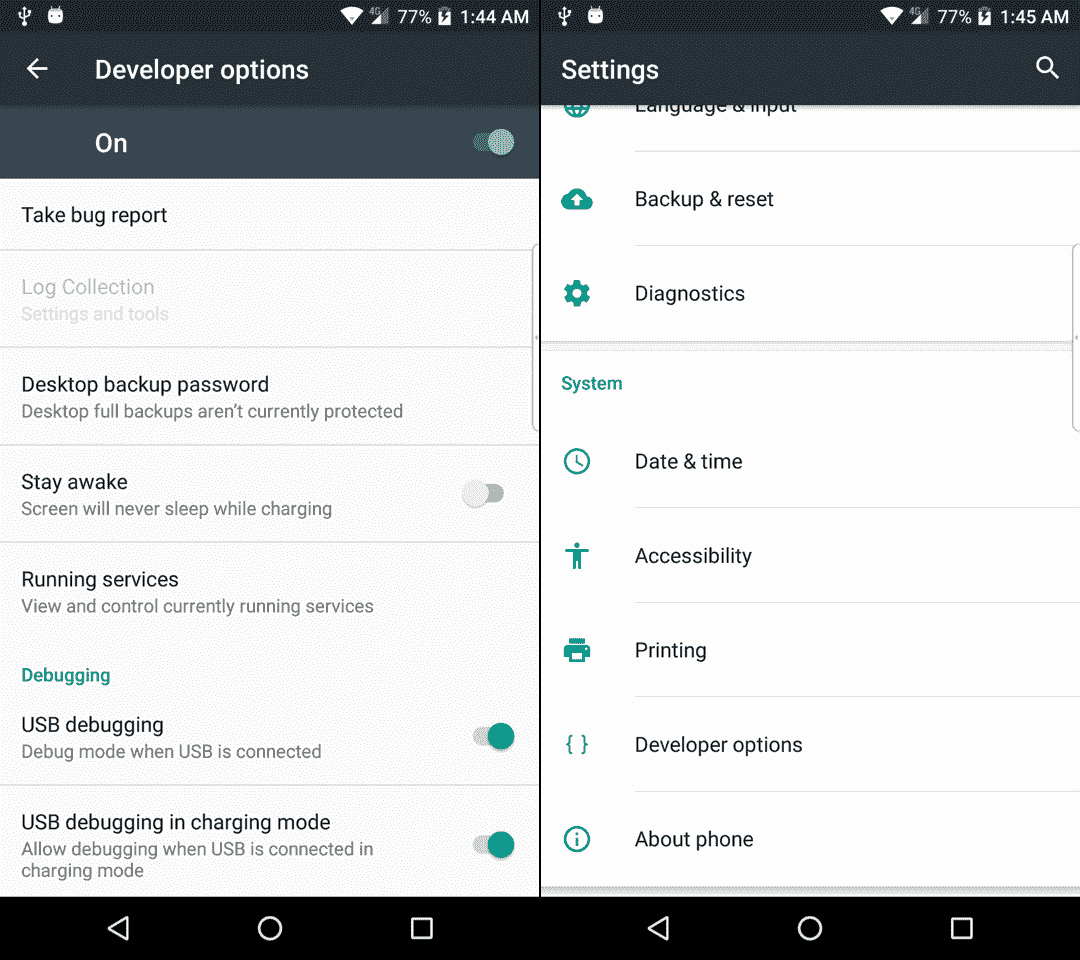 4G 77% 1:44 AM
Developer options
On
Take bug report
Log Collection
Settings and tools
Desktop backup password
Desktop full backups aren't currently protected
Stay awake
Screen will never sleep while charging
Running services
View and control currently running services
Debugging
USB debugging
Debug mode when USB is connected
USB debugging in charging mode
Allow debugging when USB is connected in
charging mode
4G 77% 1:45 AM
Settings
Language & input
Backup & reset
Diagnostics
System
Date & time
Accessibility
Printing
{ } Developer options
About phone